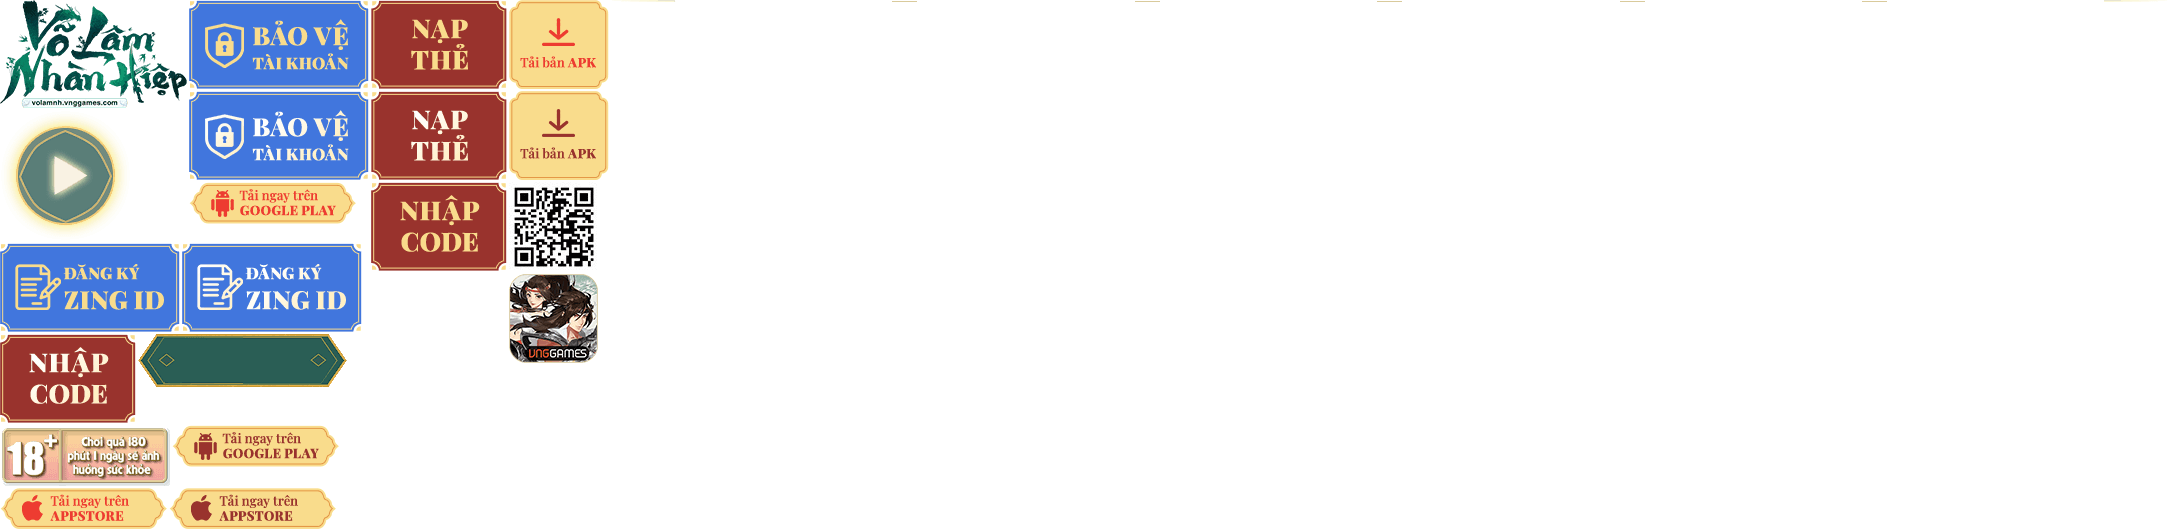 Võ Lâm
Nhàn Hiệp
volamnh.vnggames.com
BẢO VỆ
TÀI KHOẢN
NẠP
THẺ
Tải bản APK
BẢO VỆ
TÀI KHOẢN
NẠP
THẺ
Tải bản APK
Tải ngay trên
GOOGLE PLAY
NHẬP
CODE
ĐĂNG KÝ
ZING ID
ĐĂNG KÝ
ZING ID
VNGGAMES
NHẬP
CODE
18+
Chơi quá 180
phút 1 ngày sẽ ảnh
hưởng sức khỏe
Tải ngay trên
GOOGLE PLAY
Tải ngay trên
APPSTORE
Tải ngay trên
APPSTORE